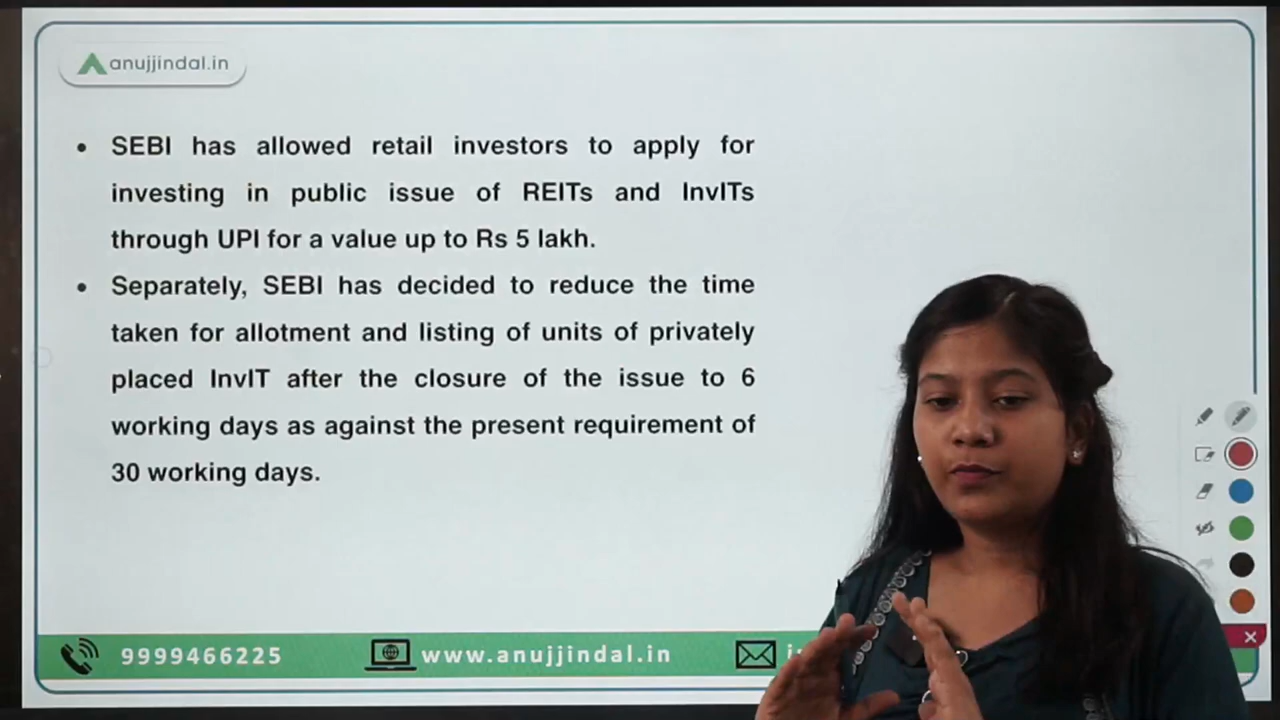 anujjindal.in
• SEBI has allowed retail investors to apply for
investing in public issue of REITs and InvITs
through UPI for a value up to Rs 5 lakh.
• Separately, SEBI has decided to reduce the time
taken for allotment and listing of units of privately
placed InvIT after the closure of the issue to 6
working days as against the present requirement of
30 working days.
9999466225
www.anujjindal.in